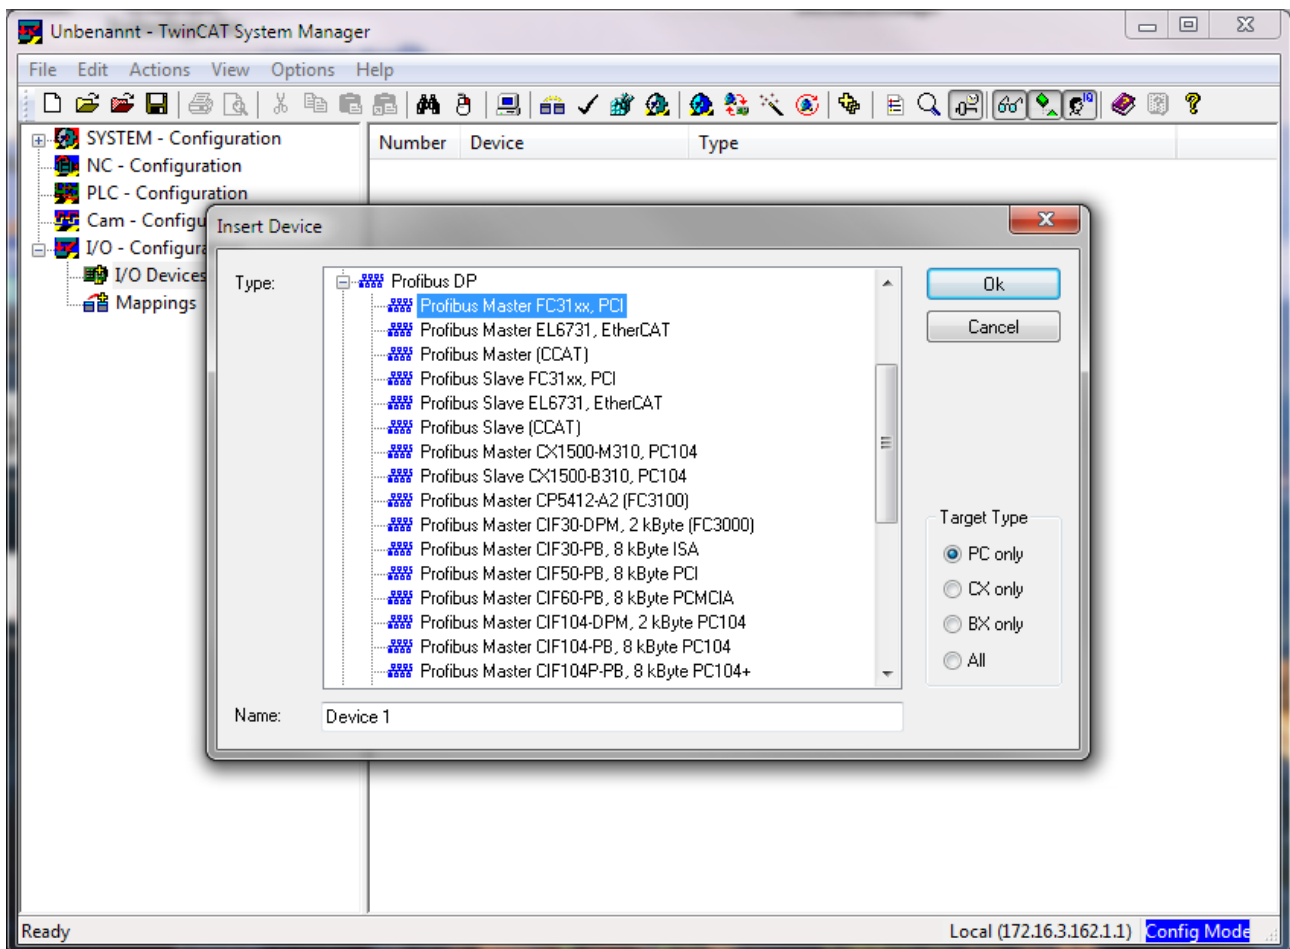 Unbenannt - TwinCAT System Manager
File Edit Actions View Options Help
SYSTEM - Configuration
NC - Configuration
PLC - Configuration
Cam - Configu
I/O - Configura
I/O Devices
Mappings
Number Device Type
Insert Device
Type:
Profibus DP
Profibus Master FC31xx, PCI
Profibus Master EL6731, EtherCAT
Profibus Master (CCAT)
Profibus Slave FC31xx, PCI
Profibus Slave EL6731, EtherCAT
Profibus Slave (CCAT)
Profibus Master CX1500-M310, PC104
Profibus Slave CX1500-B310, PC104
Profibus Master CP5412-A2 (FC3100)
Profibus Master CIF30-DPM, 2 kByte (FC3000)
Profibus Master CIF30-PB, 8 kByte ISA
Profibus Master CIF50-PB, 8 kByte PCI
Profibus Master CIF60-PB, 8 kByte PCMCIA
Profibus Master CIF104-DPM, 2 kByte PC104
Profibus Master CIF104-PB, 8 kByte PC104
Profibus Master CIF104P-PB, 8 kByte PC104+
Ok
Cancel
Target Type
PC only
CX only
BX only
All
Name: Device 1
Ready
Local (172.16.3.162.1.1) Config Mode